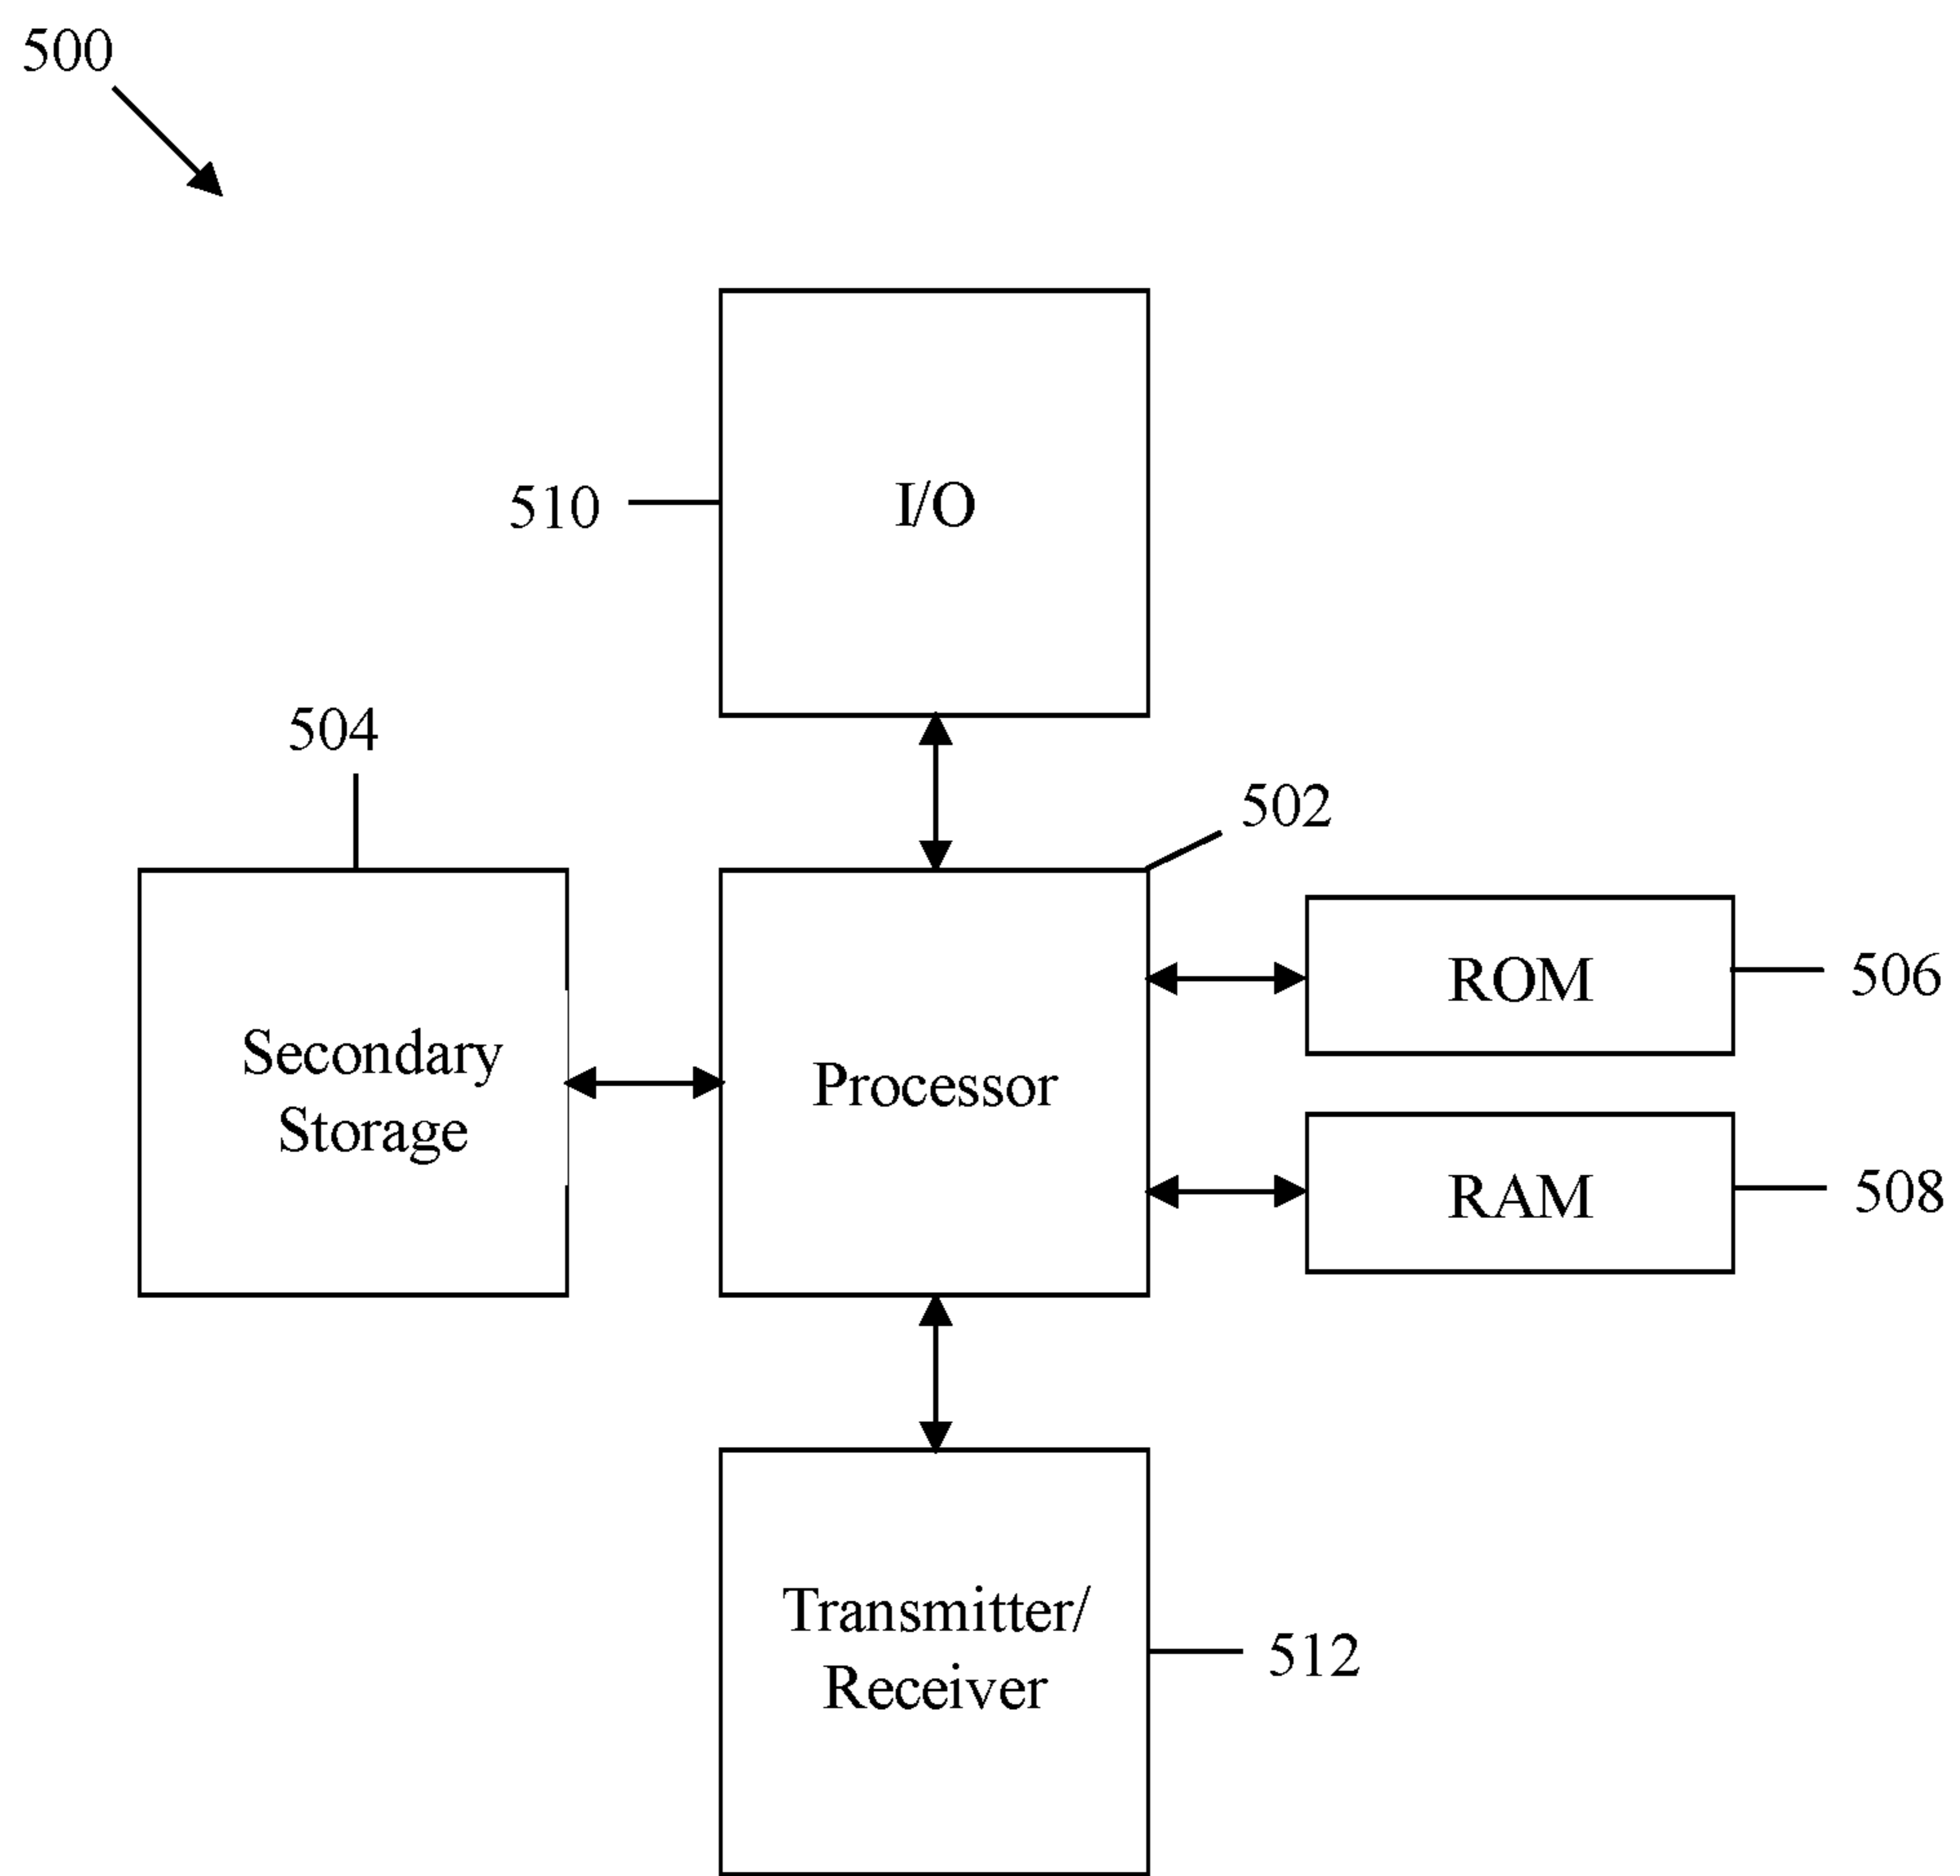 500
I/O
510
504
502
Secondary
Storage
Processor
ROM
506
RAM
508
Transmitter/
Receiver
512